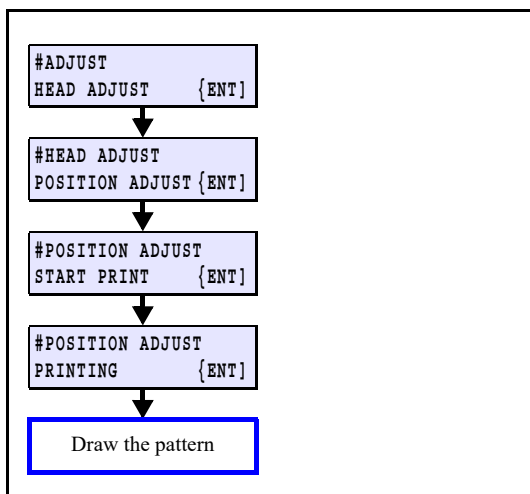 #ADJUST
HEAD ADJUST {ENT]
#HEAD ADJUST
POSITION ADJUST {ENT]
#POSITION ADJUST
START PRINT {ENT]
#POSITION ADJUST
PRINTING {ENT]
Draw the pattern